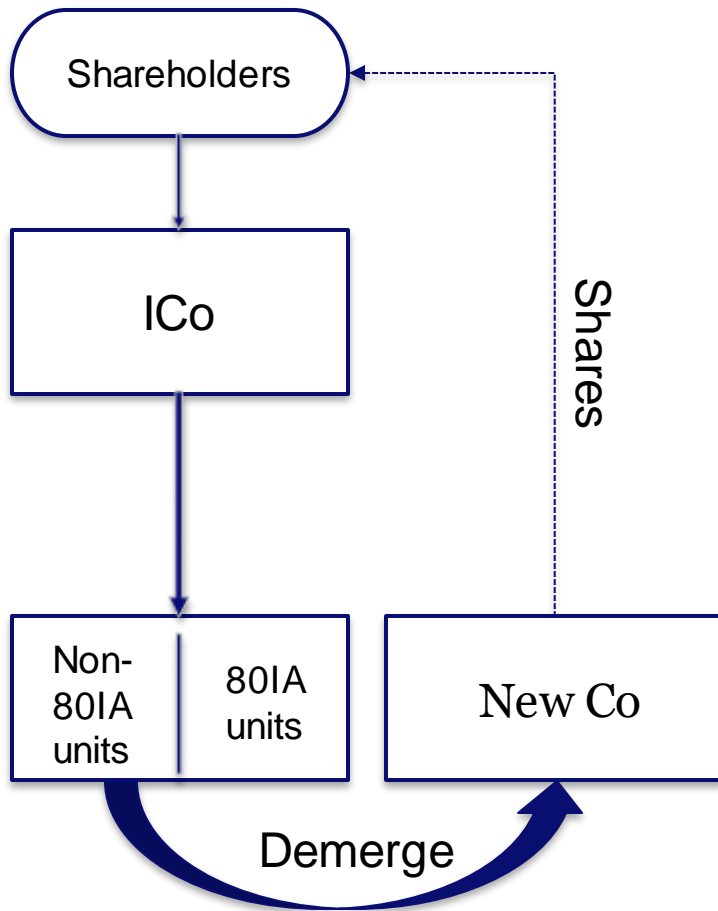 Shareholders
ICo
Shares
Non-
80IA
units
80IA
units
New Co
Demerge